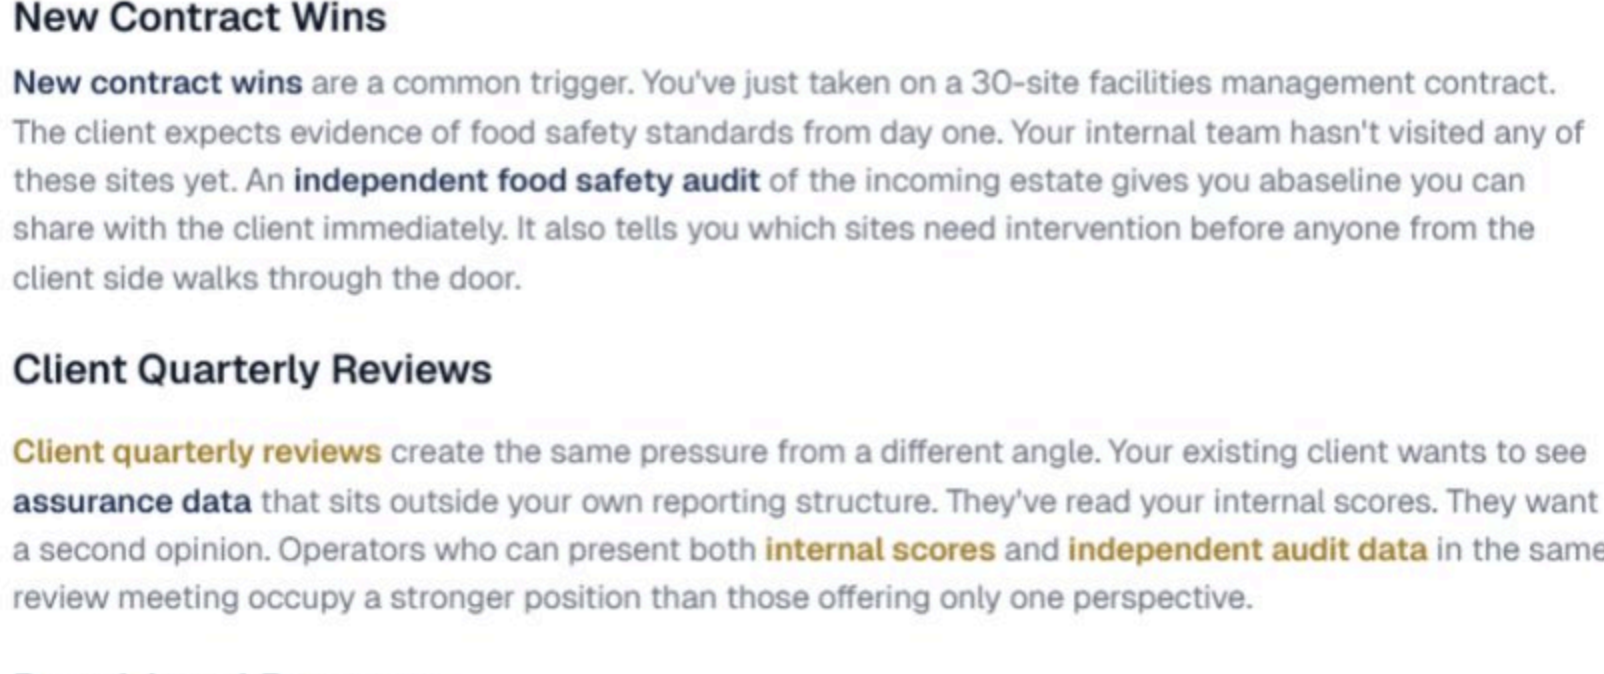 New Contract Wins
New contract wins are a common trigger. You've just taken on a 30-site facilities management contract.
The client expects evidence of food safety standards from day one. Your internal team hasn't visited any of
these sites yet. An independent food safety audit of the incoming estate gives you abaseline you can
share with the client immediately. It also tells you which sites need intervention before anyone from the
client side walks through the door.
Client Quarterly Reviews
Client quarterly reviews create the same pressure from a different angle. Your existing client wants to see
assurance data that sits outside your own reporting structure. They've read your internal scores. They want
a second opinion. Operators who can present both internal scores and independent audit data in the same
review meeting occupy a stronger position than those offering only one perspective.